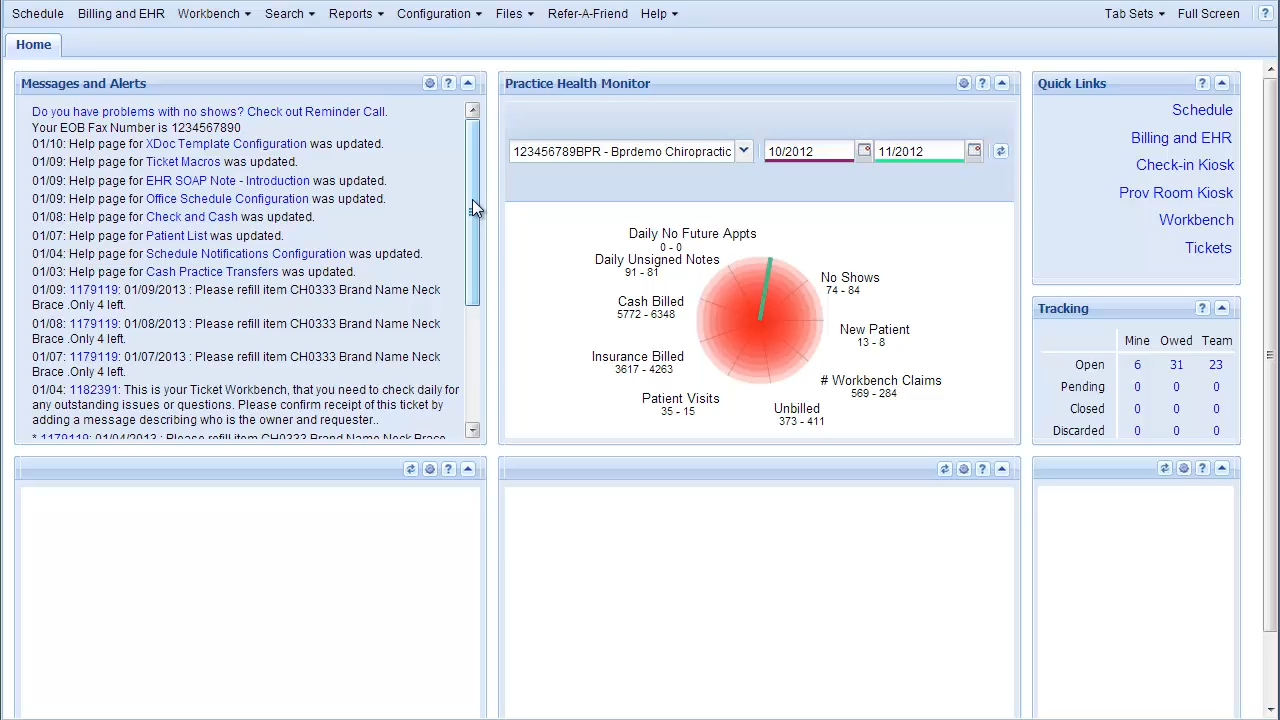 Schedule Billing and EHR Workbench Search Reports Configuration Files Refer-A-Friend Help Tab Sets Full Screen ?
Home
Messages and Alerts ?
Do you have problems with no shows? Check out Reminder Call.
Your EOB Fax Number is 1234567890
01/10: Help page for XDoc Template Configuration was updated.
01/09: Help page for Ticket Macros was updated.
01/09: Help page for EHR SOAP Note - Introduction was updated.
01/09: Help page for Office Schedule Configuration was updated.
01/08: Help page for Check and Cash was updated.
01/07: Help page for Patient List was updated.
01/04: Help page for Schedule Notifications Configuration was updated.
01/03: Help page for Cash Practice Transfers was updated.
01/09: 1179119: 01/09/2013 : Please refill item CH0333 Brand Name Neck
Brace .Only 4 left.
01/08: 1179119: 01/08/2013 : Please refill item CH0333 Brand Name Neck
Brace .Only 4 left.
01/07: 1179119: 01/07/2013 : Please refill item CH0333 Brand Name Neck
Brace .Only 4 left.
01/04: 1182391: This is your Ticket Workbench, that you need to check daily for
any outstanding issues or questions. Please confirm receipt of this ticket by
adding a message describing who is the owner and requester..
* 1179119: 01/04/2013 : Please refill item CH0333 Brand Name Neck Brace
Practice Health Monitor ?
123456789BPR - Bprdemo Chiropractic 10/2012 11/2012
Daily No Future Appts
0 - 0
Daily Unsigned Notes
91 - 81
No Shows
74 - 84
Cash Billed
5772 - 6348
New Patient
13 - 8
Insurance Billed
3617 - 4263
# Workbench Claims
569 - 284
Patient Visits
35 - 15
Unbilled
373 - 411
Quick Links ?
Schedule
Billing and EHR
Check-in Kiosk
Prov Room Kiosk
Workbench
Tickets
Tracking ?
Mine Owed Team
Open 6 31 23
Pending 0 0 0
Closed 0 0 0
Discarded 0 0 0
?
?
?